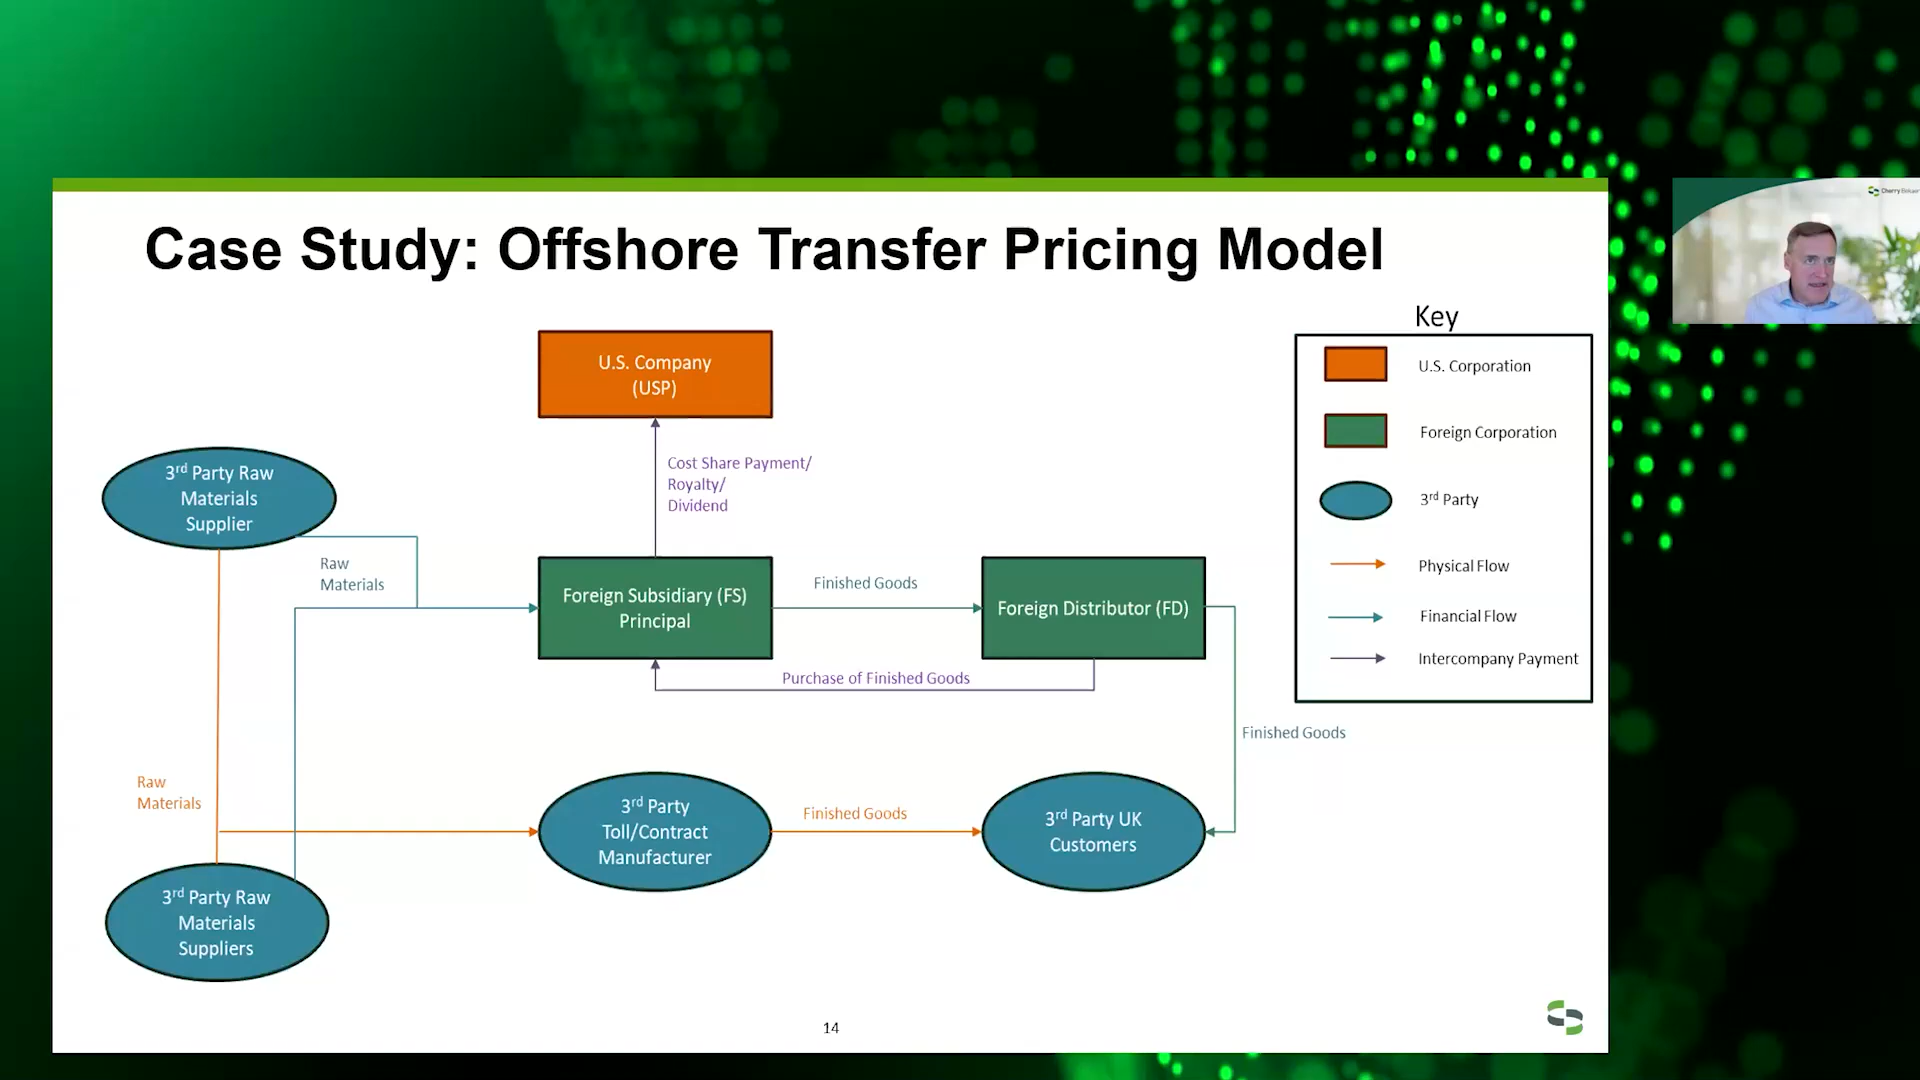 Case Study: Offshore Transfer Pricing Model
Key
U.S. Corporation
Foreign Corporation
3rd Party
Physical Flow
Financial Flow
Intercompany Payment
U.S. Company
(USP)
Cost Share Payment/
Royalty/
Dividend
3rd Party Raw
Materials
Supplier
Raw
Materials
Foreign Subsidiary (FS)
Principal
Finished Goods
Foreign Distributor (FD)
Purchase of Finished Goods
Finished Goods
Raw
Materials
3rd Party
Toll/Contract
Manufacturer
Finished Goods
3rd Party UK
Customers
3rd Party Raw
Materials
Suppliers
14
Cherry